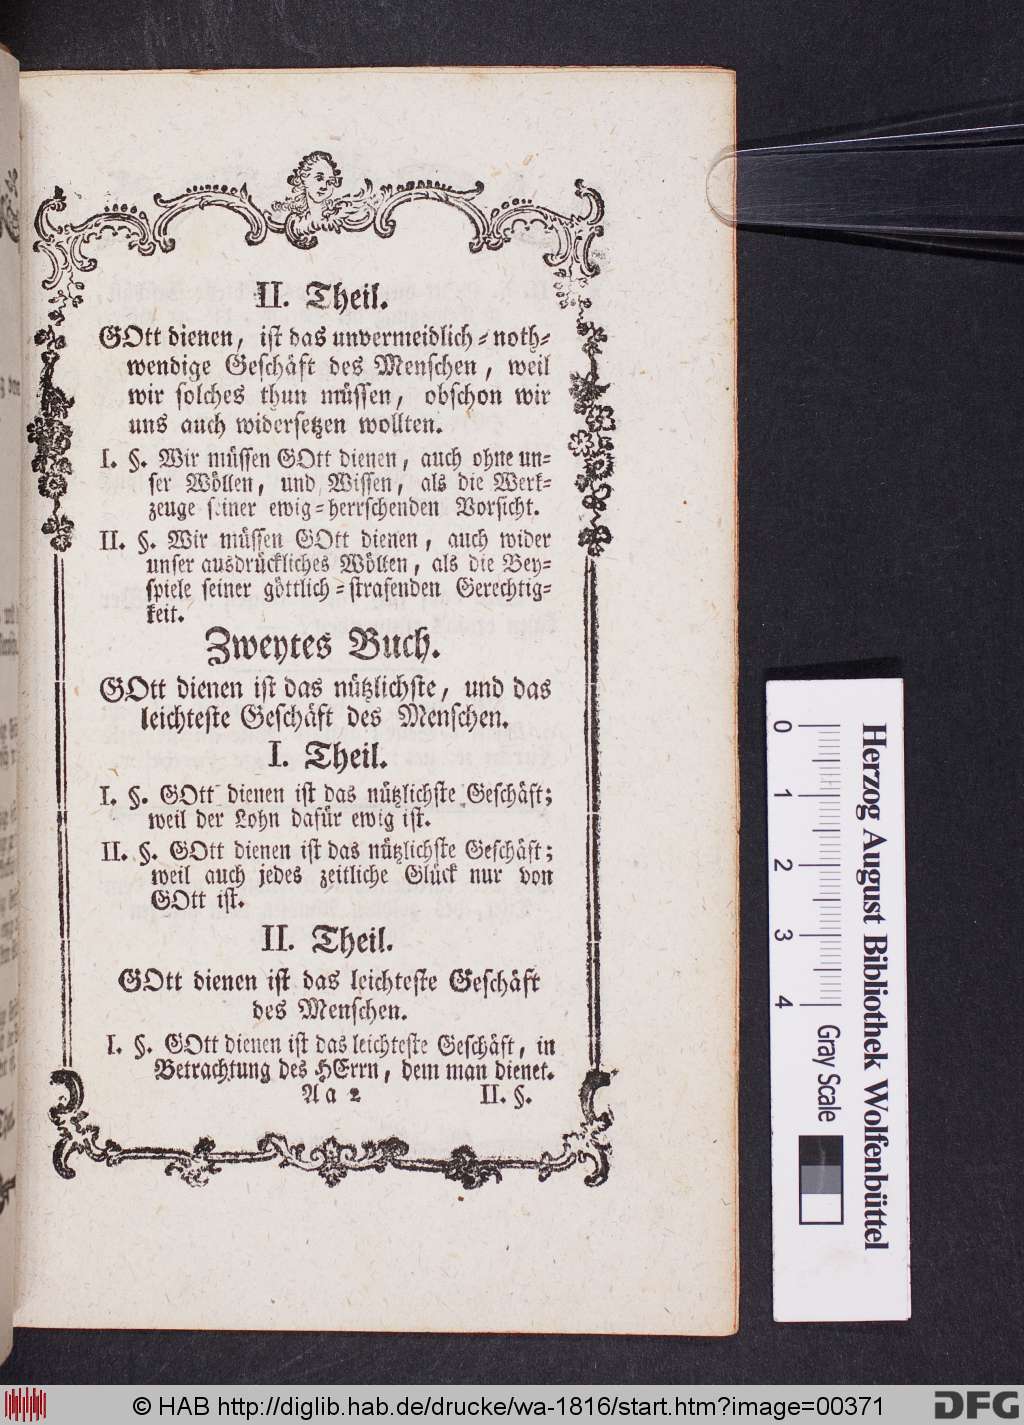 II. Theil.
GOtt dienen, ist das unvermeidlich-noth-
wendige Geschäft des Menschen, weil
wir solches thun müssen, obschon wir
uns auch widersetzen wollten.
I. §. Wir müssen GOtt dienen, auch ohne un-
ser Wöllen, und Wissen, als die Werk-
zeuge seiner ewig-herrschenden Vorsicht.
II. §. Wir müssen GOtt dienen, auch wider
unser ausdrückliches Wöllen, als die Bey-
spiele seiner göttlich-strafenden Gerechtig-
keit.
Zweytes Buch.
GOtt dienen ist das nützlichste, und das
leichteste Geschäft des Menschen.
I. Theil.
I. §. GOtt dienen ist das nützlichste Geschäft;
weil der Lohn dafür ewig ist.
II. §. GOtt dienen ist das nützlichste Geschäft;
weil auch jedes zeitliche Glück nur von
GOtt ist.
II. Theil.
GOtt dienen ist das leichteste Geschäft
des Menschen.
I. §. GOtt dienen ist das leichteste Geschäft, in
Betrachtung des HErrn, dem man dienet.
Aa 2 II. §.
Herzog August Bibliothek Wolfenbüttel
0 1 2 3 4 Gray Scale
© HAB http://diglib.hab.de/drucke/wa-1816/start.htm?image=00371
DFG